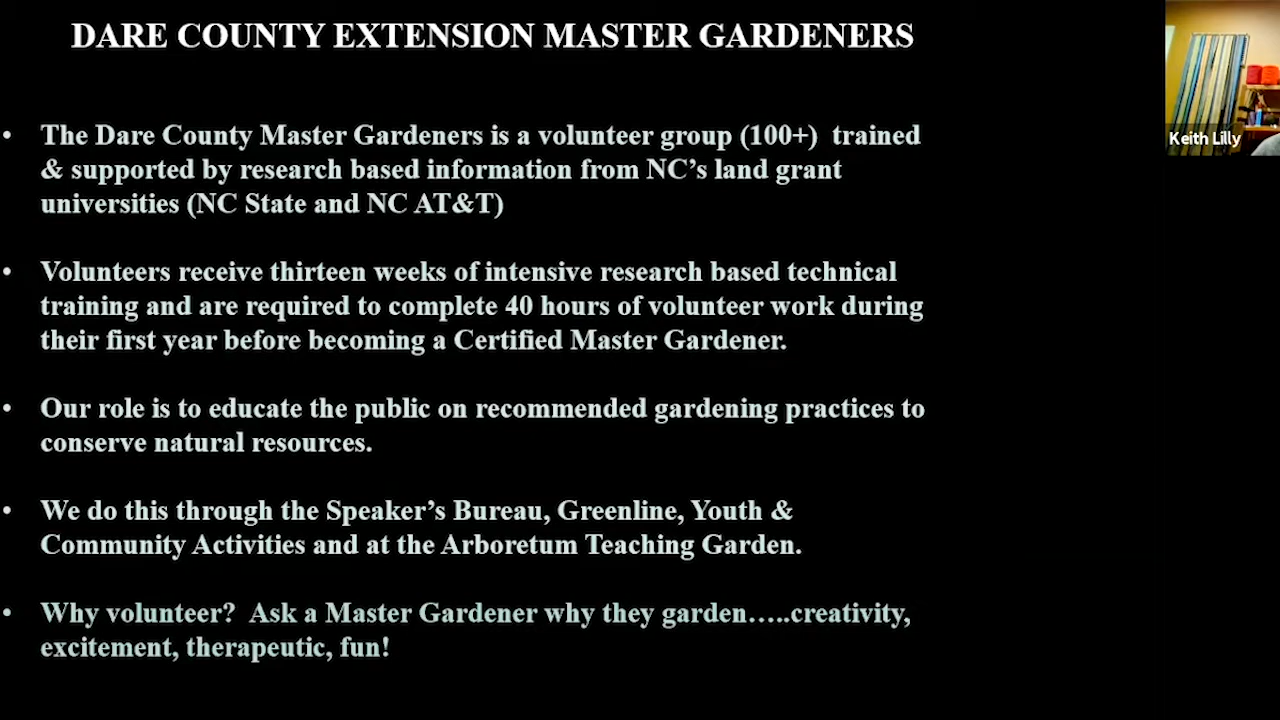 DARE COUNTY EXTENSION MASTER GARDENERS
• The Dare County Master Gardeners is a volunteer group (100+) trained
& supported by research based information from NC’s land grant
universities (NC State and NC AT&T)
• Volunteers receive thirteen weeks of intensive research based technical
training and are required to complete 40 hours of volunteer work during
their first year before becoming a Certified Master Gardener.
• Our role is to educate the public on recommended gardening practices to
conserve natural resources.
• We do this through the Speaker’s Bureau, Greenline, Youth &
Community Activities and at the Arboretum Teaching Garden.
• Why volunteer? Ask a Master Gardener why they garden…..creativity,
excitement, therapeutic, fun!
Keith Lilly